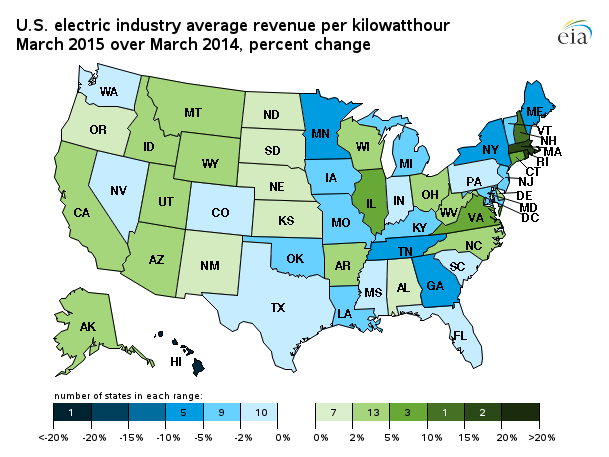 U.S. electric industry average revenue per kilowatthour
March 2015 over March 2014, percent change
eia
WA
OR
CA
NV
ID
MT
WY
UT
AZ
CO
NM
ND
SD
NE
KS
OK
TX
MN
IA
MO
AR
LA
WI
IL
MI
IN
OH
KY
TN
MS
AL
GA
FL
SC
NC
VA
WV
PA
NY
ME
VT
NH
MA
RI
CT
NJ
DE
MD
DC
AK
HI
number of states in each range:
1 5 9 10 7 13 3 1 2
<-20% -20% -15% -10% -5% -2% 0% 0% 2% 5% 10% 15% 20% >20%